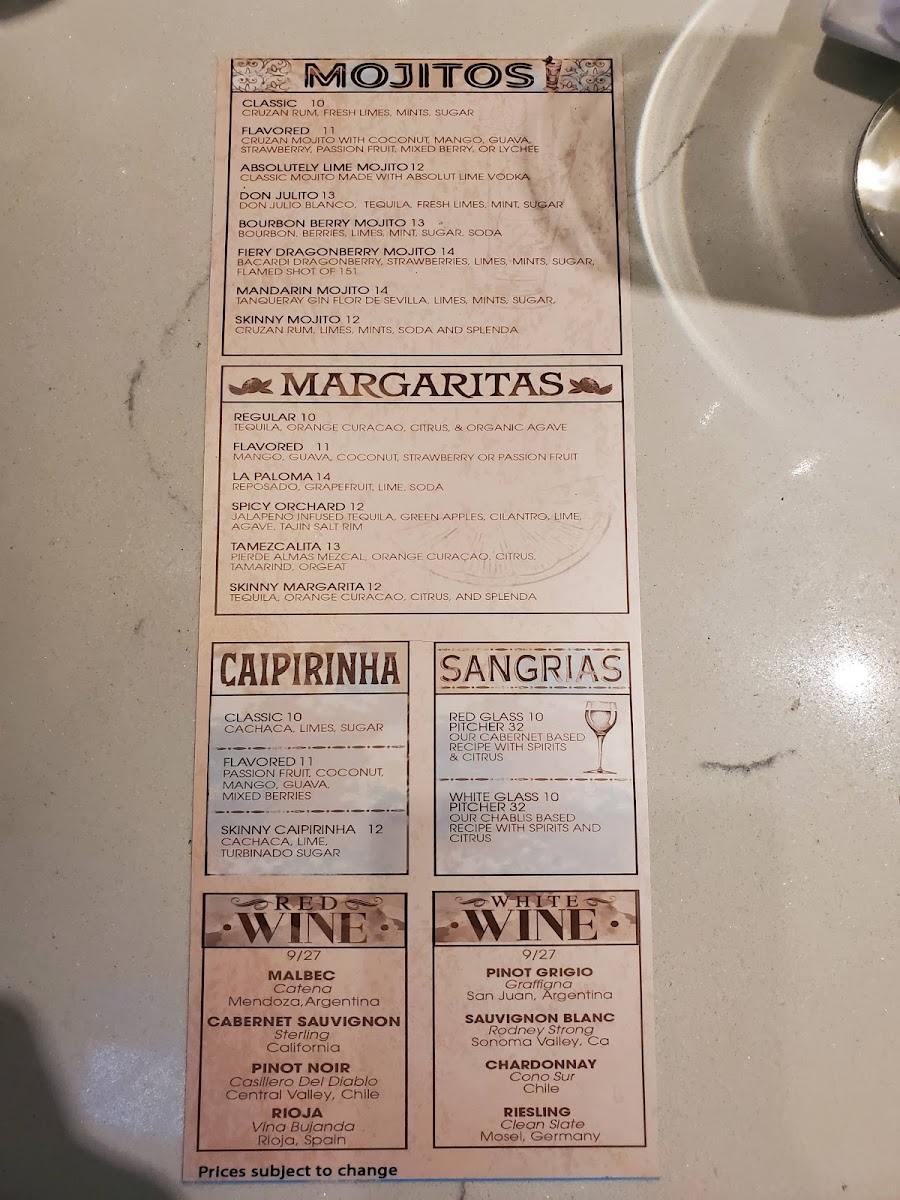 MOJITOS
CLASSIC 10
CRUZAN RUM, FRESH LIMES, MINTS, SUGAR
FLAVORED 11
CRUZAN MOJITO WITH COCONUT, MANGO, GUAVA,
STRAWBERRY, PASSION FRUIT, MIXED BERRY, OR LYCHEE
ABSOLUTELY LIME MOJITO 12
CLASSIC MOJITO MADE WITH ABSOLUT LIME VODKA
DON JULITO 13
DON JULIO BLANCO, TEQUILA, FRESH LIMES, MINT, SUGAR
BOURBON BERRY MOJITO 13
BOURBON, BERRIES, LIMES, MINT, SUGAR, SODA
FIERY DRAGONBERRY MOJITO 14
BACARDI DRAGONBERRY, STRAWBERRIES, LIMES, MINTS, SUGAR,
FLAMED SHOT OF 151
MANDARIN MOJITO 14
TANQUERAY GIN FLOR DE SEVILLA, LIMES, MINTS, SUGAR,
SKINNY MOJITO 12
CRUZAN RUM, LIMES, MINTS, SODA AND SPLENDA
MARGARITAS
REGULAR 10
TEQUILA, ORANGE CURACAO, CITRUS, & ORGANIC AGAVE
FLAVORED 11
MANGO, GUAVA, COCONUT, STRAWBERRY OR PASSION FRUIT
LA PALOMA 14
REPOSADO, GRAPEFRUIT, LIME, SODA
SPICY ORCHARD 12
JALAPENO INFUSED TEQUILA, GREEN APPLES, CILANTRO, LIME,
AGAVE, TAJIN SALT RIM
TAMEZCALITA 13
PIERDE ALMAS MEZCAL, ORANGE CURAÇAO, CITRUS,
TAMARIND, ORGEAT
SKINNY MARGARITA 12
TEQUILA, ORANGE CURACAO, CITRUS, AND SPLENDA
CAIPIRINHA
CLASSIC 10
CACHACA, LIMES, SUGAR
FLAVORED 11
PASSION FRUIT, COCONUT,
MANGO, GUAVA,
MIXED BERRIES
SKINNY CAIPIRINHA 12
CACHACA, LIME,
TURBINADO SUGAR
SANGRIAS
RED GLASS 10
PITCHER 32
OUR CABERNET BASED
RECIPE WITH SPIRITS
& CITRUS
WHITE GLASS 10
PITCHER 32
OUR CHABLIS BASED
RECIPE WITH SPIRITS AND
CITRUS
RED
WINE
9/27
MALBEC
Catena
Mendoza,Argentina
CABERNET SAUVIGNON
Sterling
California
PINOT NOIR
Casillero Del Diablo
Central Valley, Chile
RIOJA
Vina Bujanda
Rioja, Spain
WHITE
WINE
9/27
PINOT GRIGIO
Graffigna
San Juan, Argentina
SAUVIGNON BLANC
Rodney Strong
Sonoma Valley, Ca
CHARDONNAY
Cono Sur
Chile
RIESLING
Clean Slate
Mosel, Germany
Prices subject to change